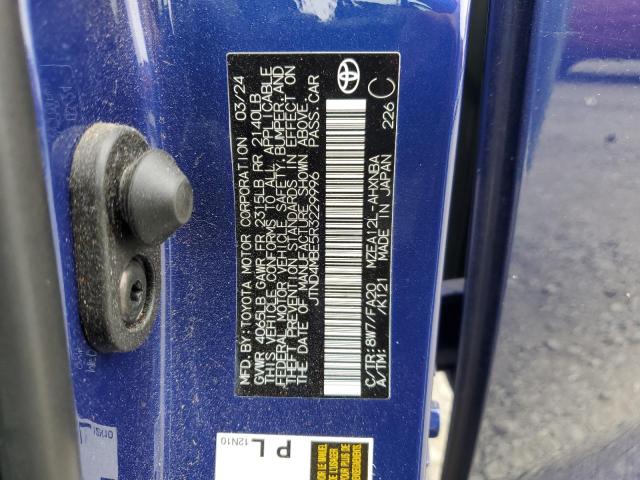 MFD.BY:TOYOTA MOTOR CORPORATION 03/24
GVWR 4065LB GAWR FR 2315LB RR 2140LB
THIS VEHICLE CONFORMS TO ALL APPLICABLE
FEDERAL MOTOR VEHICLE SAFETY, BUMPER, AND
THEFT PREVENTION STANDARDS IN EFFECT ON
THE DATE OF MANUFACTURE SHOWN ABOVE.
JTND4MBE5R3229996 PASS.CAR
C/TR:8W7/FA20 MZEA12L-AHXNBA
A/TM: /K121 MADE IN JAPAN 226 C
P L
12N10